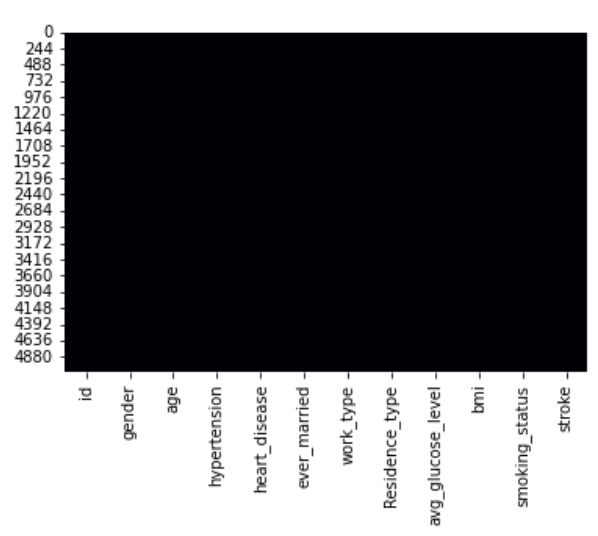 0
244
488
732
976
1220
1464
1708
1952
2196
2440
2684
2928
3172
3416
3660
3904
4148
4392
4636
4880
id
gender
age
hypertension
heart_disease
ever_married
work_type
Residence_type
avg_glucose_level
bmi
smoking_status
stroke